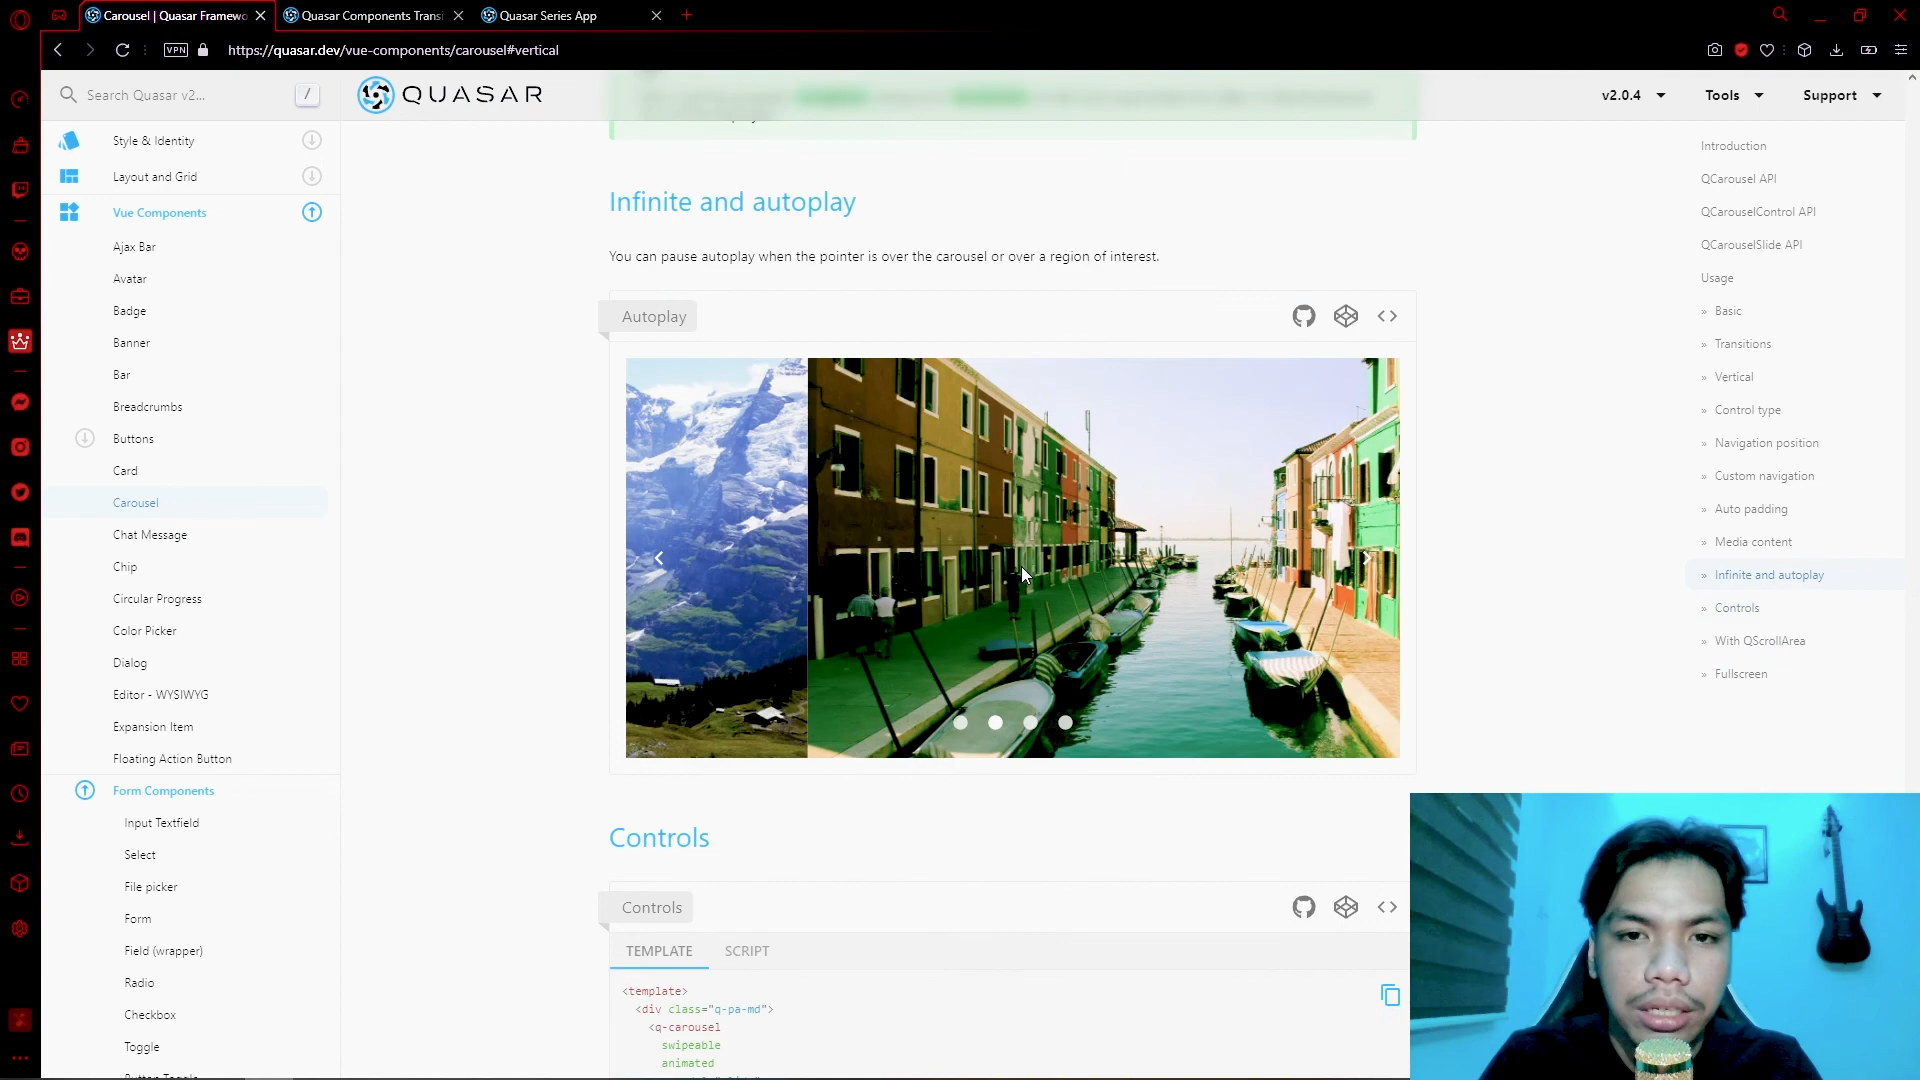 Carousel | Quasar Framewo
Quasar Components Transi
Quasar Series App
VPN
https://quasar.dev/vue-components/carousel#vertical
Search Quasar v2...
/
QUASAR
v2.0.4
Tools
Support
Style & Identity
Layout and Grid
Vue Components
Ajax Bar
Avatar
Badge
Banner
Bar
Breadcrumbs
Buttons
Card
Carousel
Chat Message
Chip
Circular Progress
Color Picker
Dialog
Editor - WYSIWYG
Expansion Item
Floating Action Button
Form Components
Input Textfield
Select
File picker
Form
Field (wrapper)
Radio
Checkbox
Toggle
Infinite and autoplay
You can pause autoplay when the pointer is over the carousel or over a region of interest.
Autoplay
Controls
Controls
TEMPLATE
SCRIPT
<template>
<div class="q-pa-md">
<q-carousel
swipeable
animated
Introduction
QCarousel API
QCarouselControl API
QCarouselSlide API
Usage
» Basic
» Transitions
» Vertical
» Control type
» Navigation position
» Custom navigation
» Auto padding
» Media content
» Infinite and autoplay
» Controls
» With QScrollArea
» Fullscreen